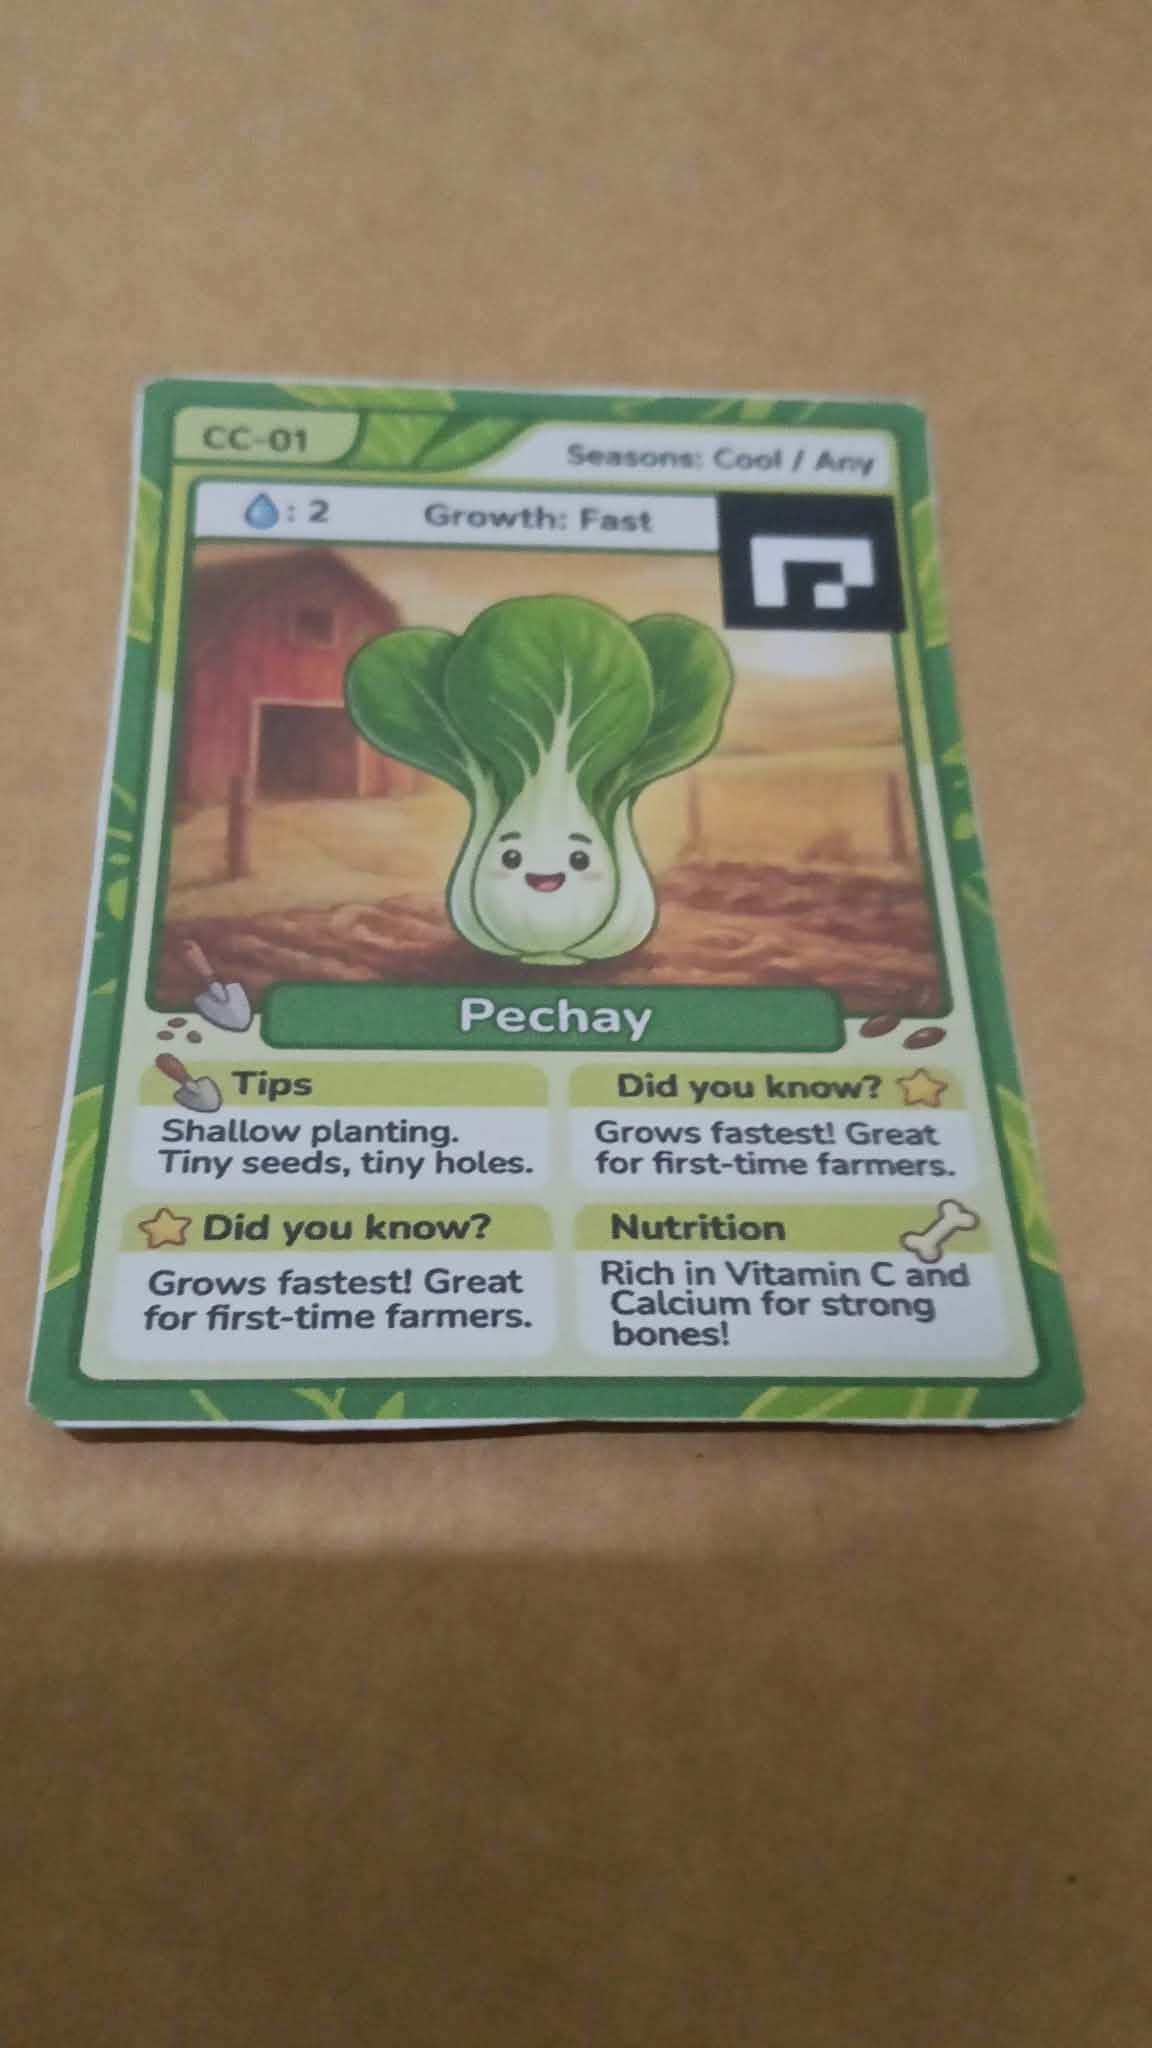 CC-01
Seasons: Cool / Any
: 2
Growth: Fast
Pechay
Tips
Shallow planting.
Tiny seeds, tiny holes.
Did you know?
Grows fastest! Great
for first-time farmers.
Did you know?
Grows fastest! Great
for first-time farmers.
Nutrition
Rich in Vitamin C and
Calcium for strong
bones!